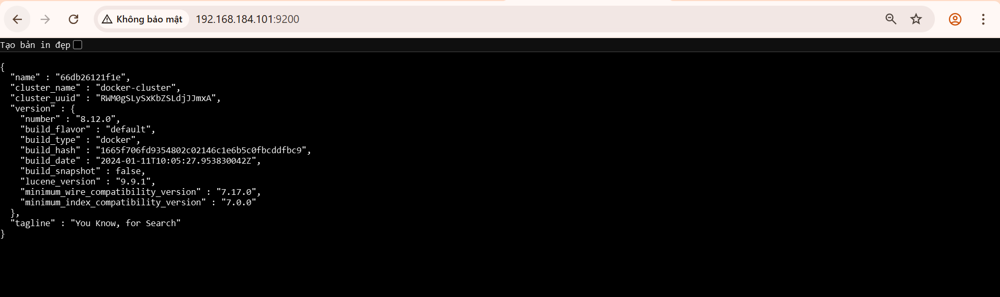 Không bảo mật 192.168.184.101:9200
Tạo bản in đẹp
{
  "name" : "66db26121f1e",
  "cluster_name" : "docker-cluster",
  "cluster_uuid" : "RWM0gSLySxKbZSLdjJJmxA",
  "version" : {
    "number" : "8.12.0",
    "build_flavor" : "default",
    "build_type" : "docker",
    "build_hash" : "1665f706fd9354802c02146c1e6b5c0fbcddfbc9",
    "build_date" : "2024-01-11T10:05:27.953830042Z",
    "build_snapshot" : false,
    "lucene_version" : "9.9.1",
    "minimum_wire_compatibility_version" : "7.17.0",
    "minimum_index_compatibility_version" : "7.0.0"
  },
  "tagline" : "You Know, for Search"
}